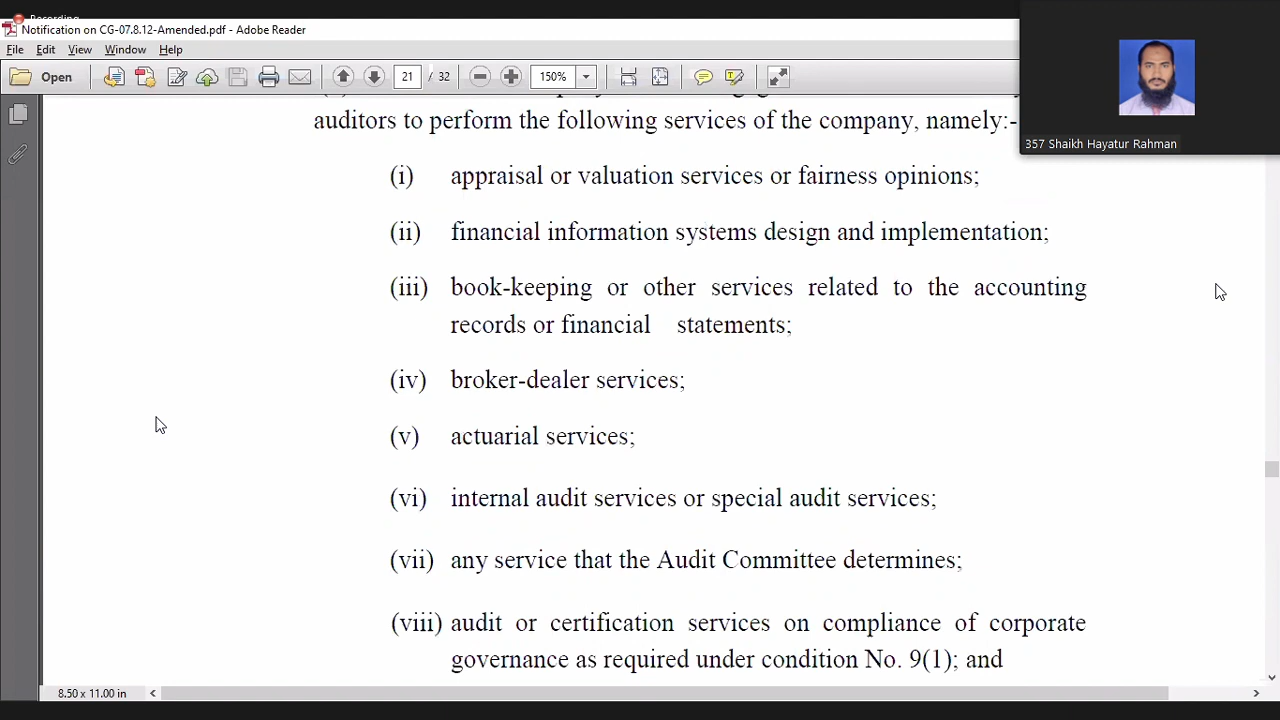 Recording
Notification on CG-07.8.12-Amended.pdf - Adobe Reader
File Edit View Window Help
Open 21 / 32 150%
357 Shaikh Hayatur Rahman
auditors to perform the following services of the company, namely:-
(i) appraisal or valuation services or fairness opinions;
(ii) financial information systems design and implementation;
(iii) book-keeping or other services related to the accounting
records or financial statements;
(iv) broker-dealer services;
(v) actuarial services;
(vi) internal audit services or special audit services;
(vii) any service that the Audit Committee determines;
(viii) audit or certification services on compliance of corporate
governance as required under condition No. 9(1); and
8.50 x 11.00 in